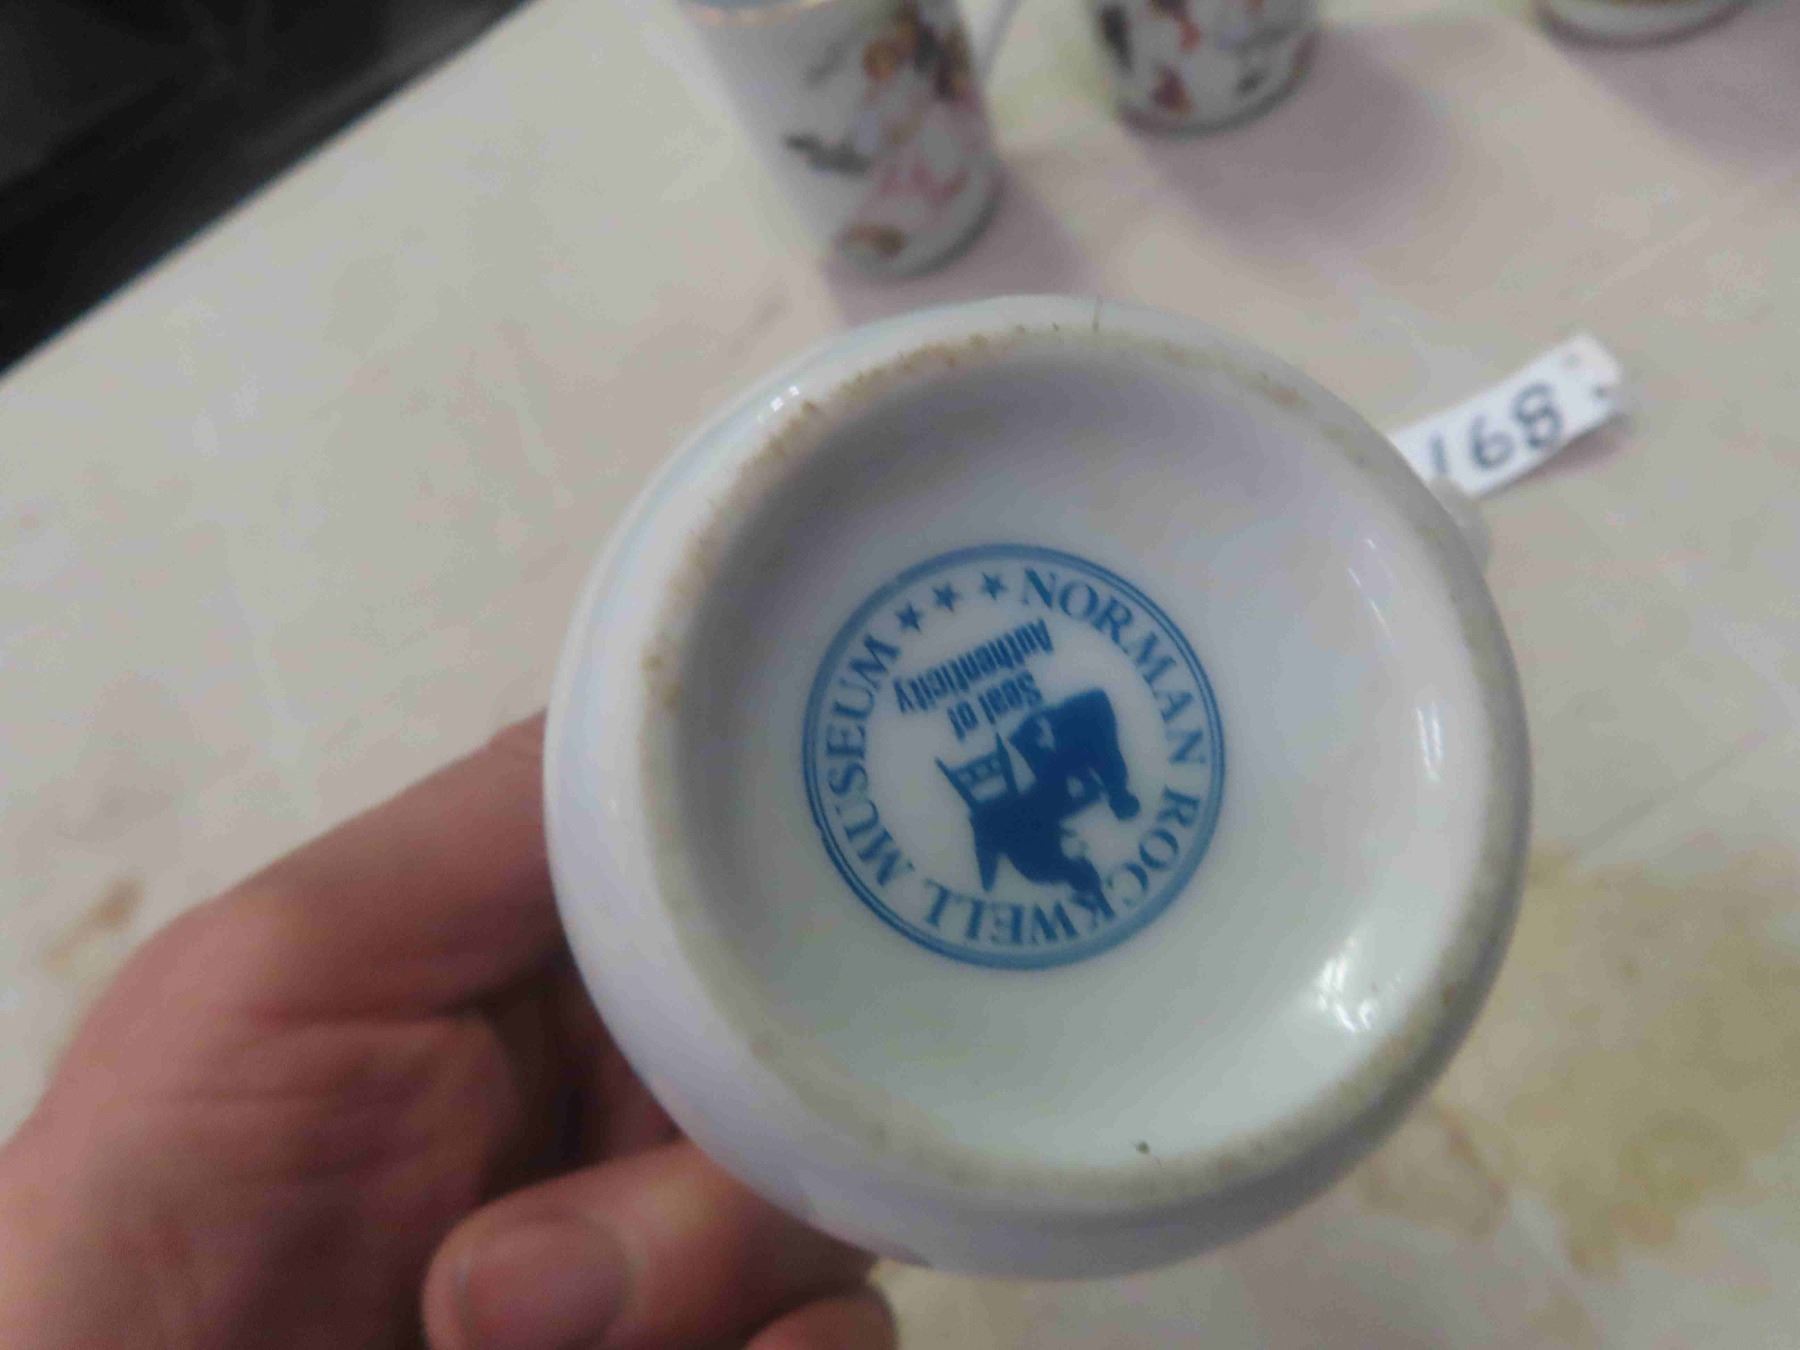 NORMAN ROCKWELL MUSEUM
Seal of
Authenticity
168